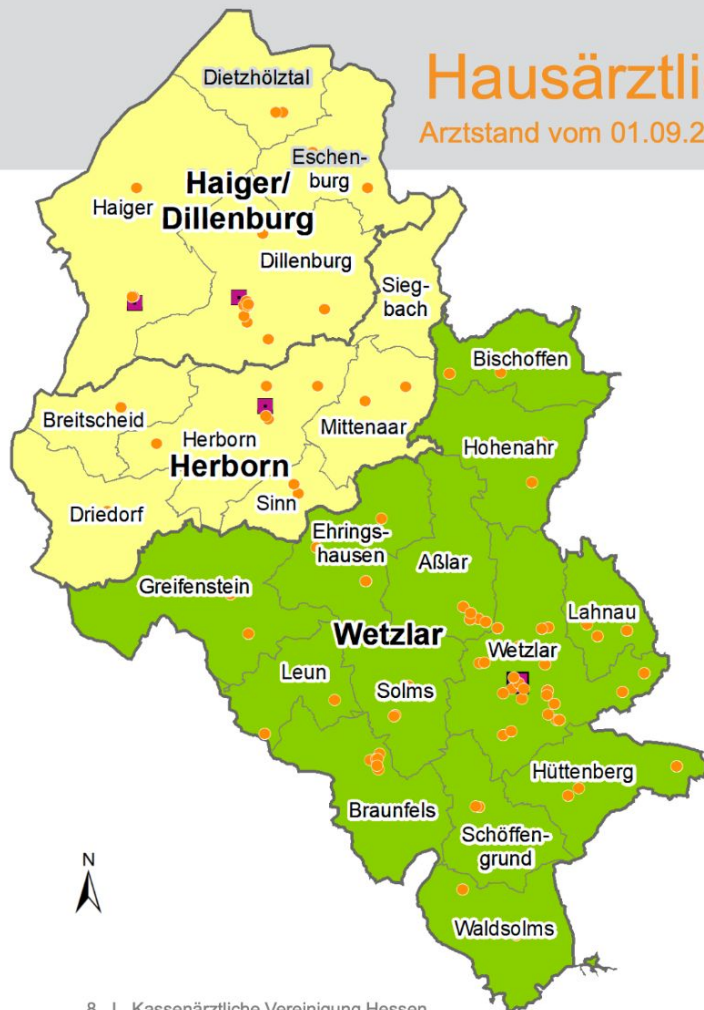 Hausärztli
Arztstand vom 01.09.2
Dietzhölztal
Eschen-
burg
Haiger/
Dillenburg
Haiger
Dillenburg
Sieg-
bach
Bischoffen
Breitscheid
Herborn
Mittenaar
Hohenahr
Herborn
Sinn
Driedorf
Ehrings-
hausen
Aßlar
Greifenstein
Lahnau
Wetzlar
Wetzlar
Leun
Solms
Hüttenberg
Braunfels
Schöffen-
grund
N
Waldsolms
8 | Kassenärztliche Vereinigung Hessen